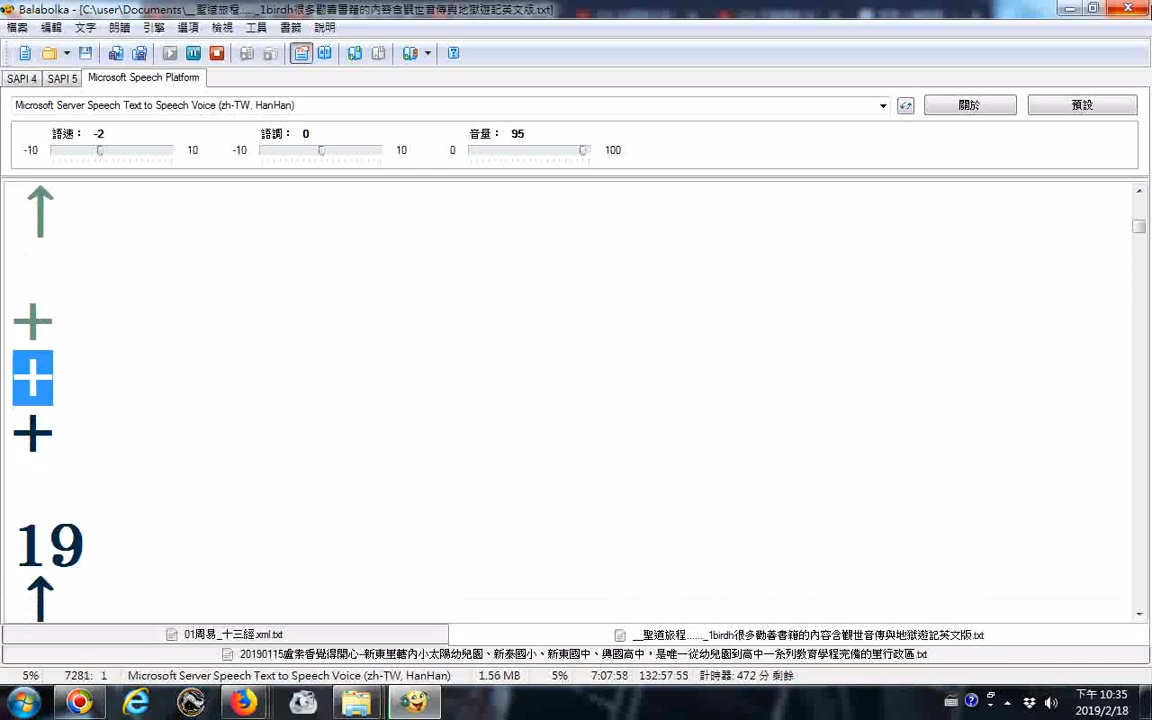 Balabolka - [C:\user\Documents\__聖道旅程......_1birdh很多勸善書籍的內容含觀世音傳與地獄遊記英文版.txt]
檔案 編輯 文字 朗讀 引擎 選項 檢視 工具 書籤 說明
SAPI 4 SAPI 5 Microsoft Speech Platform
Microsoft Server Speech Text to Speech Voice (zh-TW, HanHan) 關於 預設
語速： -2 語調： 0 音量： 95
-10 10 -10 10 0 100
↑
+
+
+
19
↑
01周易_十三經.xml.txt __聖道旅程......_1birdh很多勸善書籍的內容含觀世音傳與地獄遊記英文版.txt
20190115盧素香覺得開心--新東里轄內小太陽幼兒園、新泰國小、新東國中、興國高中，是唯一從幼兒園到高中一系列教育學程完備的里行政區.txt
5% 7281: 1 Microsoft Server Speech Text to Speech Voice (zh-TW, HanHan) 1.56 MB 5% 7:07:58 132:57:55 計時器: 472 分 剩餘
下午 10:35
2019/2/18